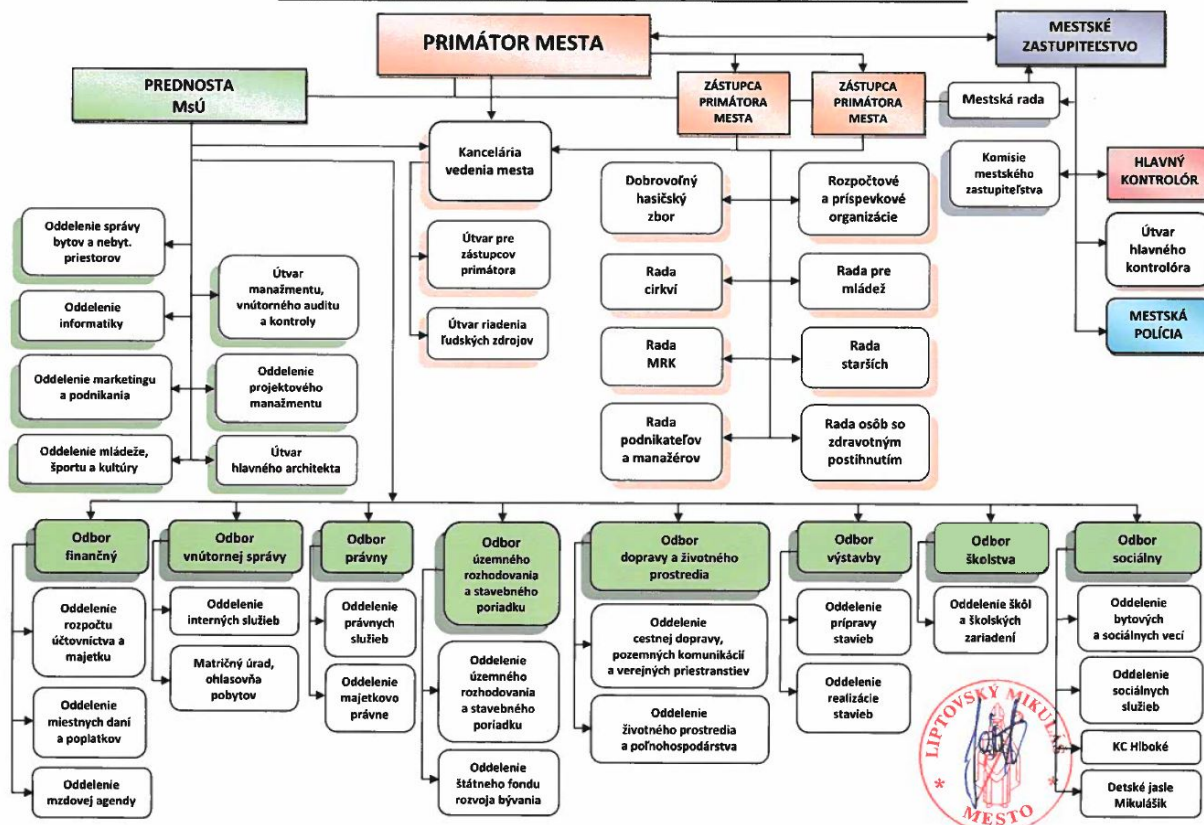 PRIMÁTOR MESTA
MESTSKÉ
ZASTUPITEĽSTVO
PREDNOSTA
MsÚ
ZÁSTUPCA
PRIMÁTORA
MESTA
ZÁSTUPCA
PRIMÁTORA
MESTA
Mestská rada
Kancelária
vedenia mesta
Komisie
mestského
zastupiteľstva
HLAVNÝ
KONTROLÓR
Dobrovoľný
hasičský
zbor
Rozpočtové
a príspevkové
organizácie
Útvar
hlavného
kontrolóra
Oddelenie správy
bytov a nebyt.
priestorov
Útvar pre
zástupcov
primátora
Útvar
manažmentu,
vnútorného auditu
a kontroly
Rada
cirkví
Rada pre
mládež
Oddelenie
informatiky
Útvar riadenia
ľudských zdrojov
MESTSKÁ
POLÍCIA
Rada
MRK
Rada
starších
Oddelenie marketingu
a podnikania
Oddelenie
projektového
manažmentu
Rada
podnikateľov
a manažérov
Rada osôb so
zdravotným
postihnutím
Oddelenie mládeže,
športu a kultúry
Útvar
hlavného architekta
Odbor
finančný
Odbor
vnútornej správy
Odbor
právny
Odbor
územného
rozhodovania
a stavebného
poriadku
Odbor
dopravy a životného
prostredia
Odbor
výstavby
Odbor
školstva
Odbor
sociálny
Oddelenie
rozpočtu
účtovníctva a
majetku
Oddelenie
interných služieb
Oddelenie
právnych
služieb
Oddelenie
cestnej dopravy,
pozemných komunikácií
a verejných priestranstiev
Oddelenie
prípravy
stavieb
Oddelenie škôl
a školských
zariadení
Oddelenie
bytových
a sociálnych vecí
Matričný úrad,
ohlasovňa
pobytov
Oddelenie
majetkovo
právne
Oddelenie
územného
rozhodovania
a stavebného
poriadku
Oddelenie
realizácie
stavieb
Oddelenie
sociálnych
služieb
Oddelenie
miestnych daní
a poplatkov
Oddelenie
životného prostredia
a poľnohospodárstva
KC Hlboké
Oddelenie
mzdovej agendy
Oddelenie
štátneho fondu
rozvoja bývania
Detské jasle
Mikulášik
LIPTOVSKÝ MIKULÁŠ
* MESTO *